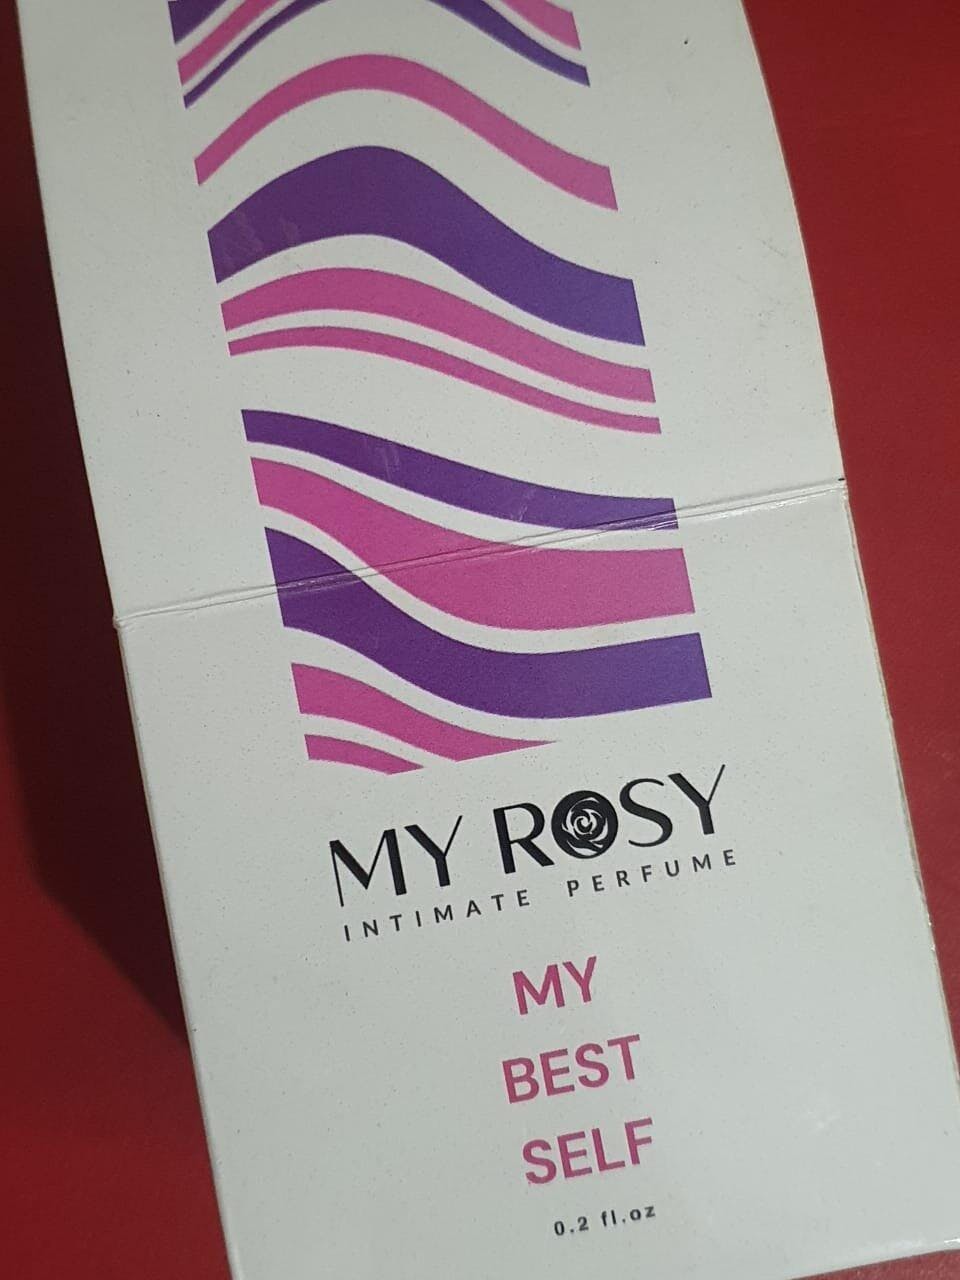 MY ROSY
INTIMATE PERFUME
MY
BEST
SELF
0.2 fl.oz